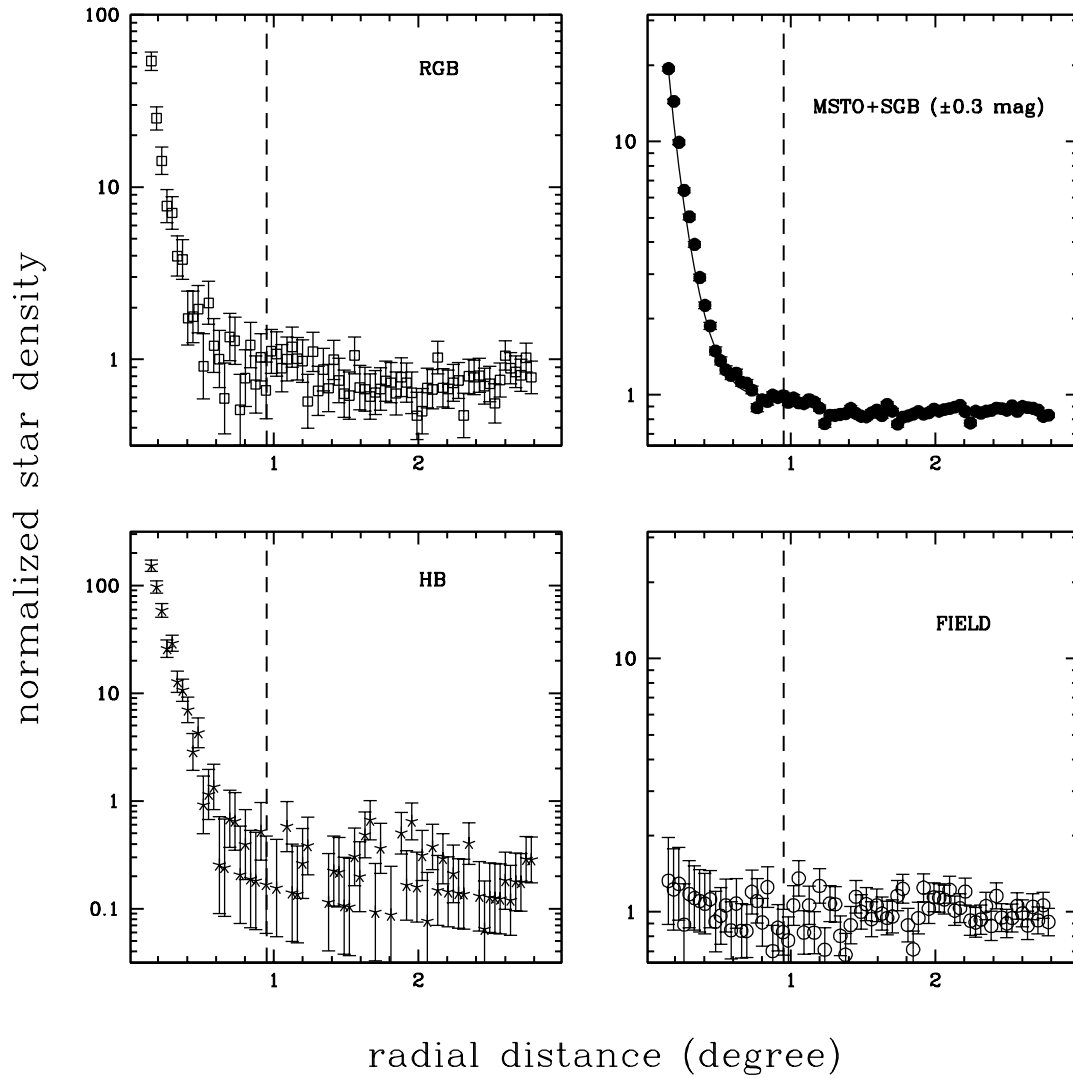 normalized star density
100
10
1
RGB
1 2
10
1
MSTO+SGB (±0.3 mag)
1 2
100
10
1
0.1
HB
1 2
10
1
FIELD
1 2
radial distance (degree)